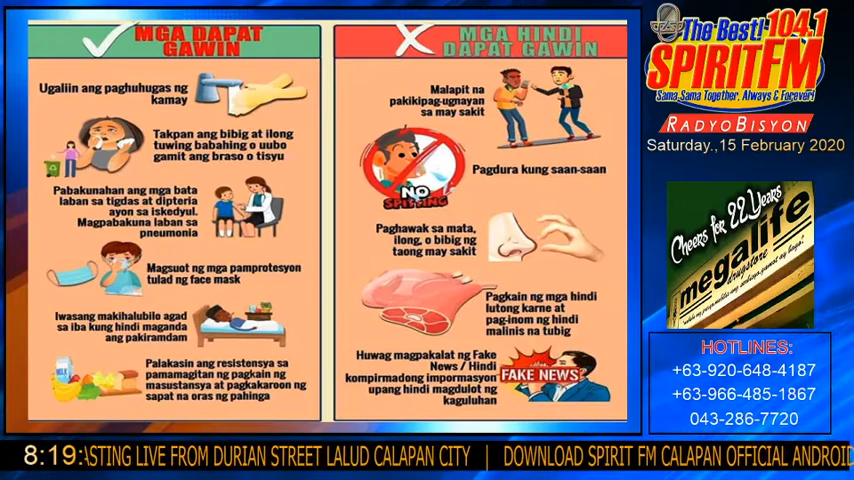 MGA DAPAT
GAWIN
Ugaliin ang paghuhugas ng
kamay
Takpan ang bibig at ilong
tuwing babahing o uubo
gamit ang braso o tisyu
Pabakunahan ang mga bata
laban sa tigdas at dipteria
ayon sa iskedyul.
Magpabakuna laban sa
pneumonia
Magsuot ng mga pamprotesyon
tulad ng face mask
Iwasang makihalubilo agad
sa iba kung hindi maganda
ang pakiramdam
MILK
Palakasin ang resistensya sa
pamamagitan ng pagkain ng
masustansya at pagkakaroon ng
sapat na oras ng pahinga
MGA HINDI
DAPAT GAWIN
Malapit na
pakikipag-ugnayan
sa may sakit
NO
SPITTING
Pagdura kung saan-saan
Paghawak sa mata,
ilong, o bibig ng
taong may sakit
Pagkain ng mga hindi
lutong karne at
pag-inom ng hindi
malinis na tubig
Huwag magpakalat ng Fake
News / Hindi
kompirmadong impormasyon
upang hindi magdulot ng
kaguluhan
FAKE NEWS
The Best! 104.1
SPIRIT FM
Sama Sama Together, Always & Forever!
RADYOBISYON
Saturday.,15 February 2020
Cheers for 22 Years
megalife
drugstore
HOTLINES:
+63-920-648-4187
+63-966-485-1867
043-286-7720
8:19: ASTING LIVE FROM DURIAN STREET LALUD CALAPAN CITY | DOWNLOAD SPIRIT FM CALAPAN OFFICIAL ANDROID